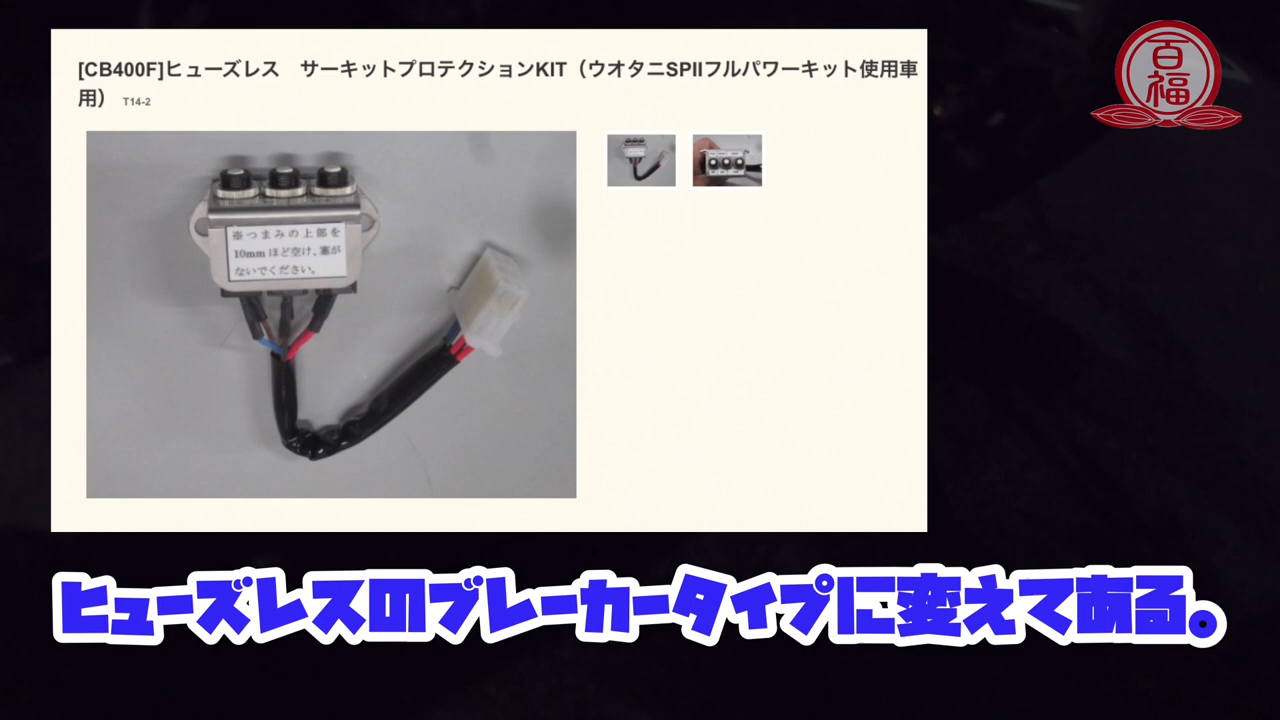 [CB400F]ヒューズレス　サーキットプロテクションKIT（ウオタニSPIIフルパワーキット使用車
用） T14-2
百
福
※つまみの上部を
10mmほど空け、塞が
ないでください。
ヒューズレスのブレーカータイプに変えてある。